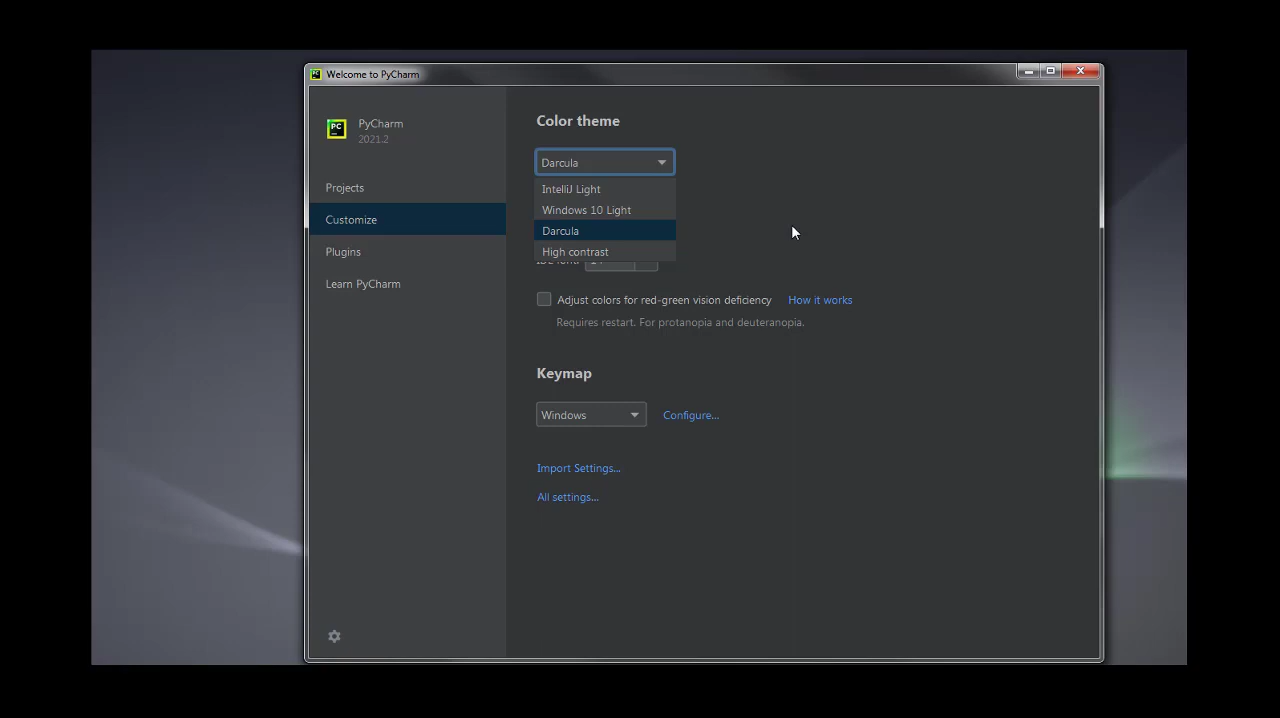 Welcome to PyCharm
PC
PyCharm
2021.2
Projects
Customize
Plugins
Learn PyCharm
Color theme
Darcula
IntelliJ Light
Windows 10 Light
Darcula
High contrast
Adjust colors for red-green vision deficiency How it works
Requires restart. For protanopia and deuteranopia.
Keymap
Windows Configure...
Import Settings...
All settings...